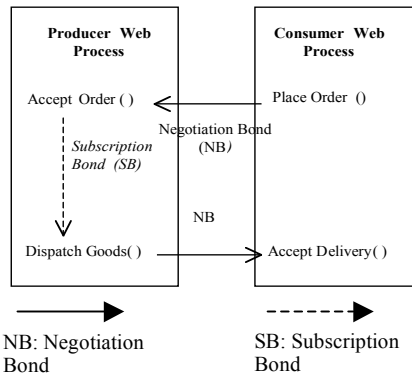 Producer Web
Process
Consumer Web
Process
Accept Order ( )
Place Order ()
Negotiation Bond
(NB)
Subscription
Bond (SB)
NB
Dispatch Goods( )
Accept Delivery( )
NB: Negotiation
Bond
SB: Subscription
Bond